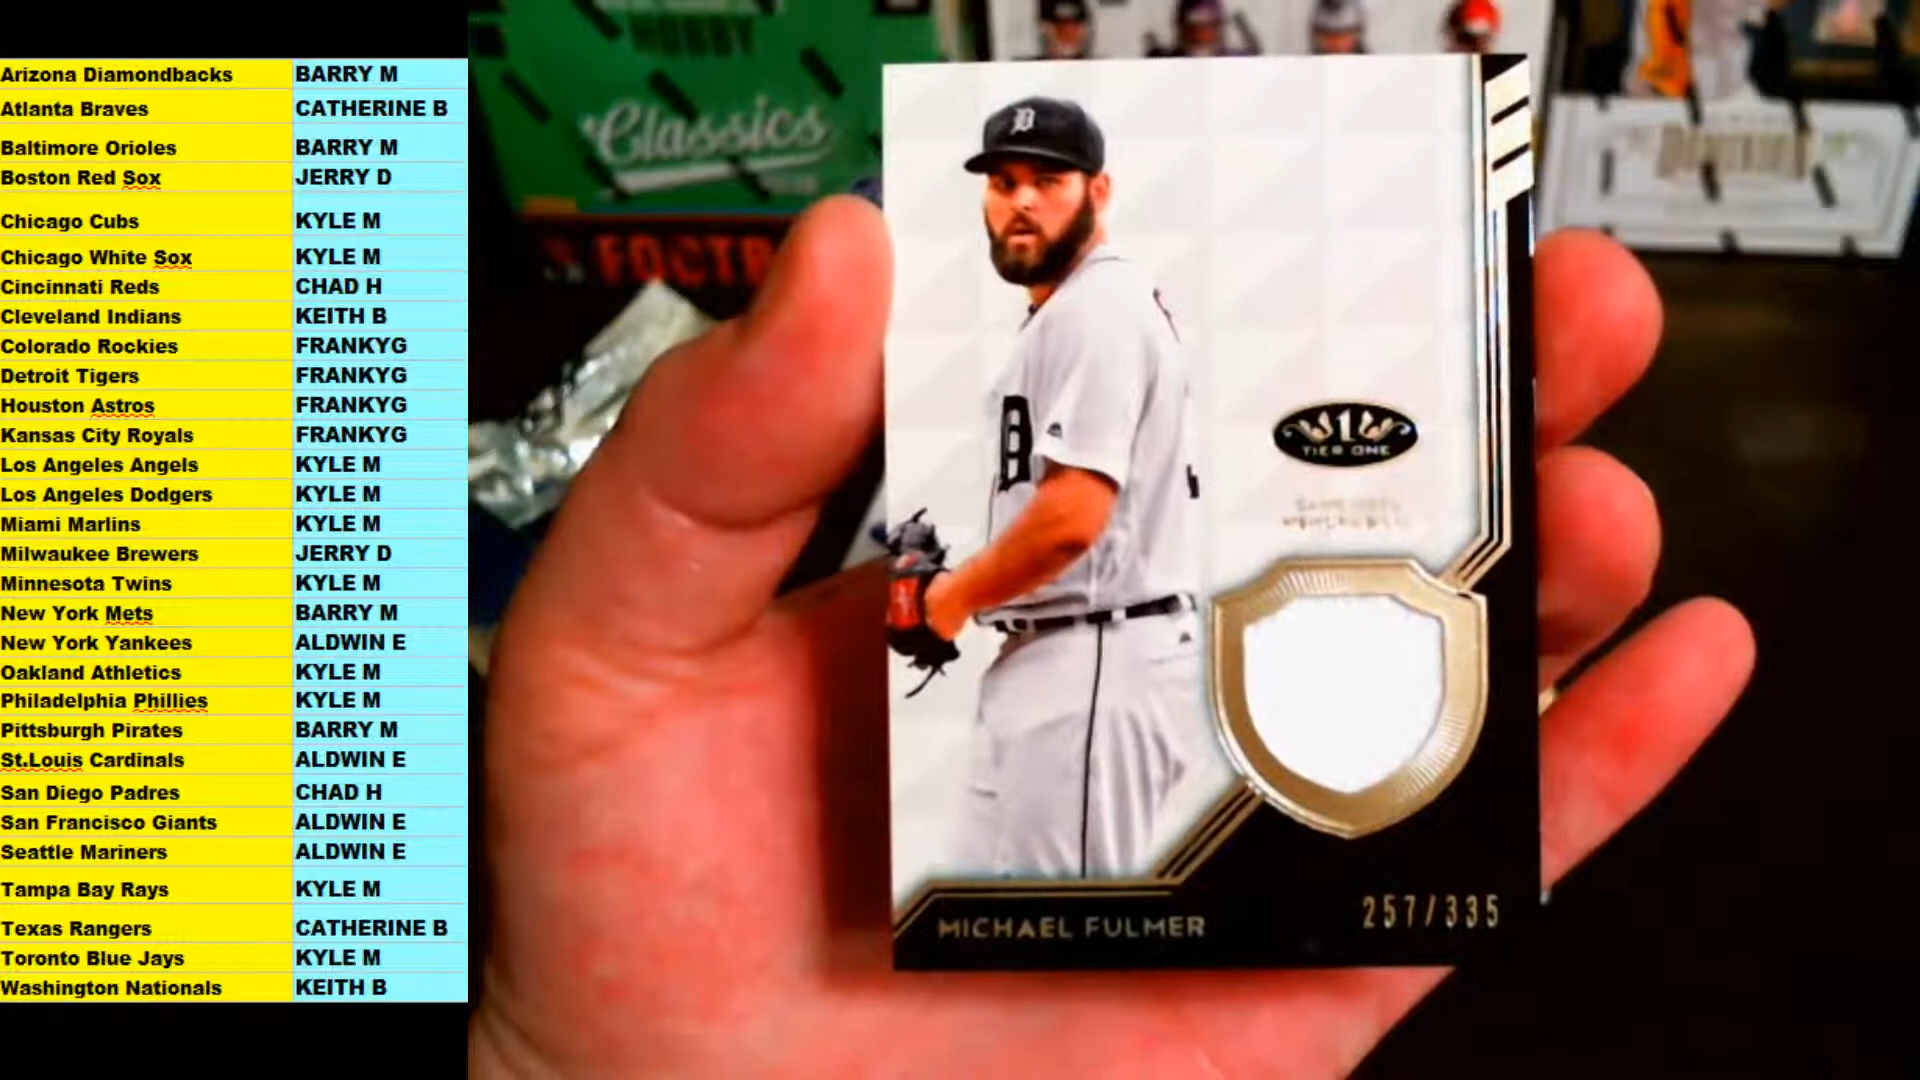 Arizona Diamondbacks BARRY M
Atlanta Braves CATHERINE B
Baltimore Orioles BARRY M
Boston Red Sox JERRY D
Chicago Cubs KYLE M
Chicago White Sox KYLE M
Cincinnati Reds CHAD H
Cleveland Indians KEITH B
Colorado Rockies FRANKYG
Detroit Tigers FRANKYG
Houston Astros FRANKYG
Kansas City Royals FRANKYG
Los Angeles Angels KYLE M
Los Angeles Dodgers KYLE M
Miami Marlins KYLE M
Milwaukee Brewers JERRY D
Minnesota Twins KYLE M
New York Mets BARRY M
New York Yankees ALDWIN E
Oakland Athletics KYLE M
Philadelphia Phillies KYLE M
Pittsburgh Pirates BARRY M
St.Louis Cardinals ALDWIN E
San Diego Padres CHAD H
San Francisco Giants ALDWIN E
Seattle Mariners ALDWIN E
Tampa Bay Rays KYLE M
Texas Rangers CATHERINE B
Toronto Blue Jays KYLE M
Washington Nationals KEITH B
HOBBY
Classics
D
D
1
TIER ONE
MICHAEL FULMER
257/335